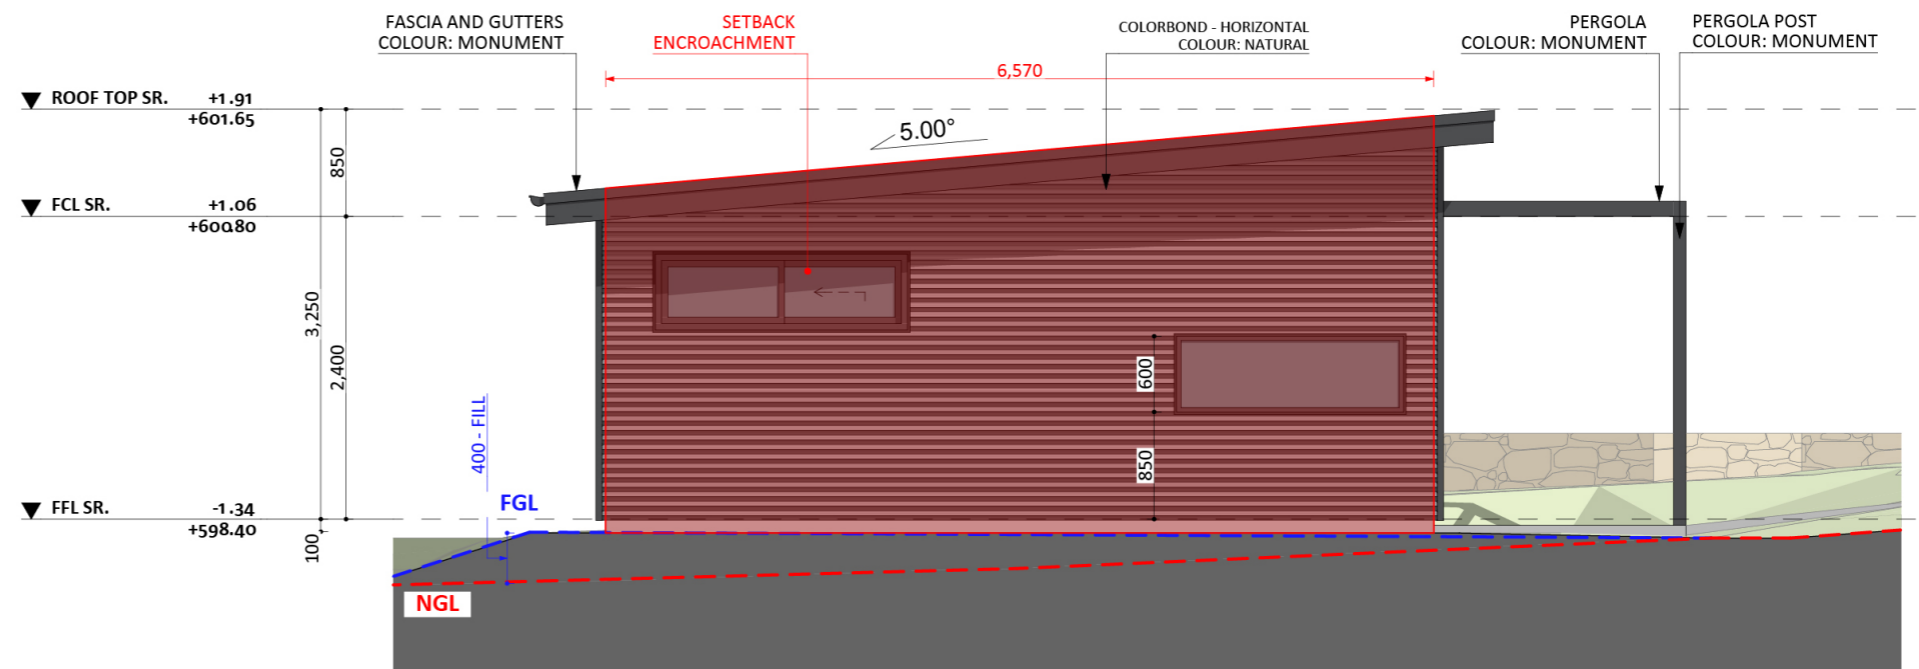 FASCIA AND GUTTERS
COLOUR: MONUMENT
SETBACK
ENCROACHMENT
COLORBOND - HORIZONTAL
COLOUR: NATURAL
PERGOLA
COLOUR: MONUMENT
PERGOLA POST
COLOUR: MONUMENT
6,570
ROOF TOP SR. +1.91
+601.65
5.00°
850
FCL SR. +1.06
+600.80
3,250
2,400
600
850
400 - FILL
FGL
FFL SR. -1.34
+598.40
100
NGL